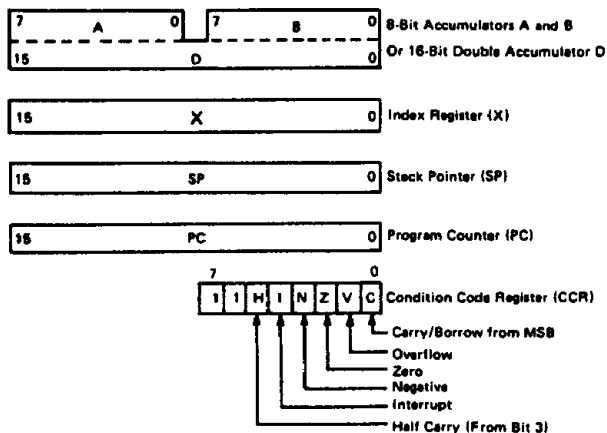 7 A 0 7 B 0 8-Bit Accumulators A and B
15 D 0 Or 16-Bit Double Accumulator D
15 X 0 Index Register (X)
15 SP 0 Stack Pointer (SP)
15 PC 0 Program Counter (PC)
7 0
1 1 H I N Z V C Condition Code Register (CCR)
Carry/Borrow from MSB
Overflow
Zero
Negative
Interrupt
Half Carry (From Bit 3)